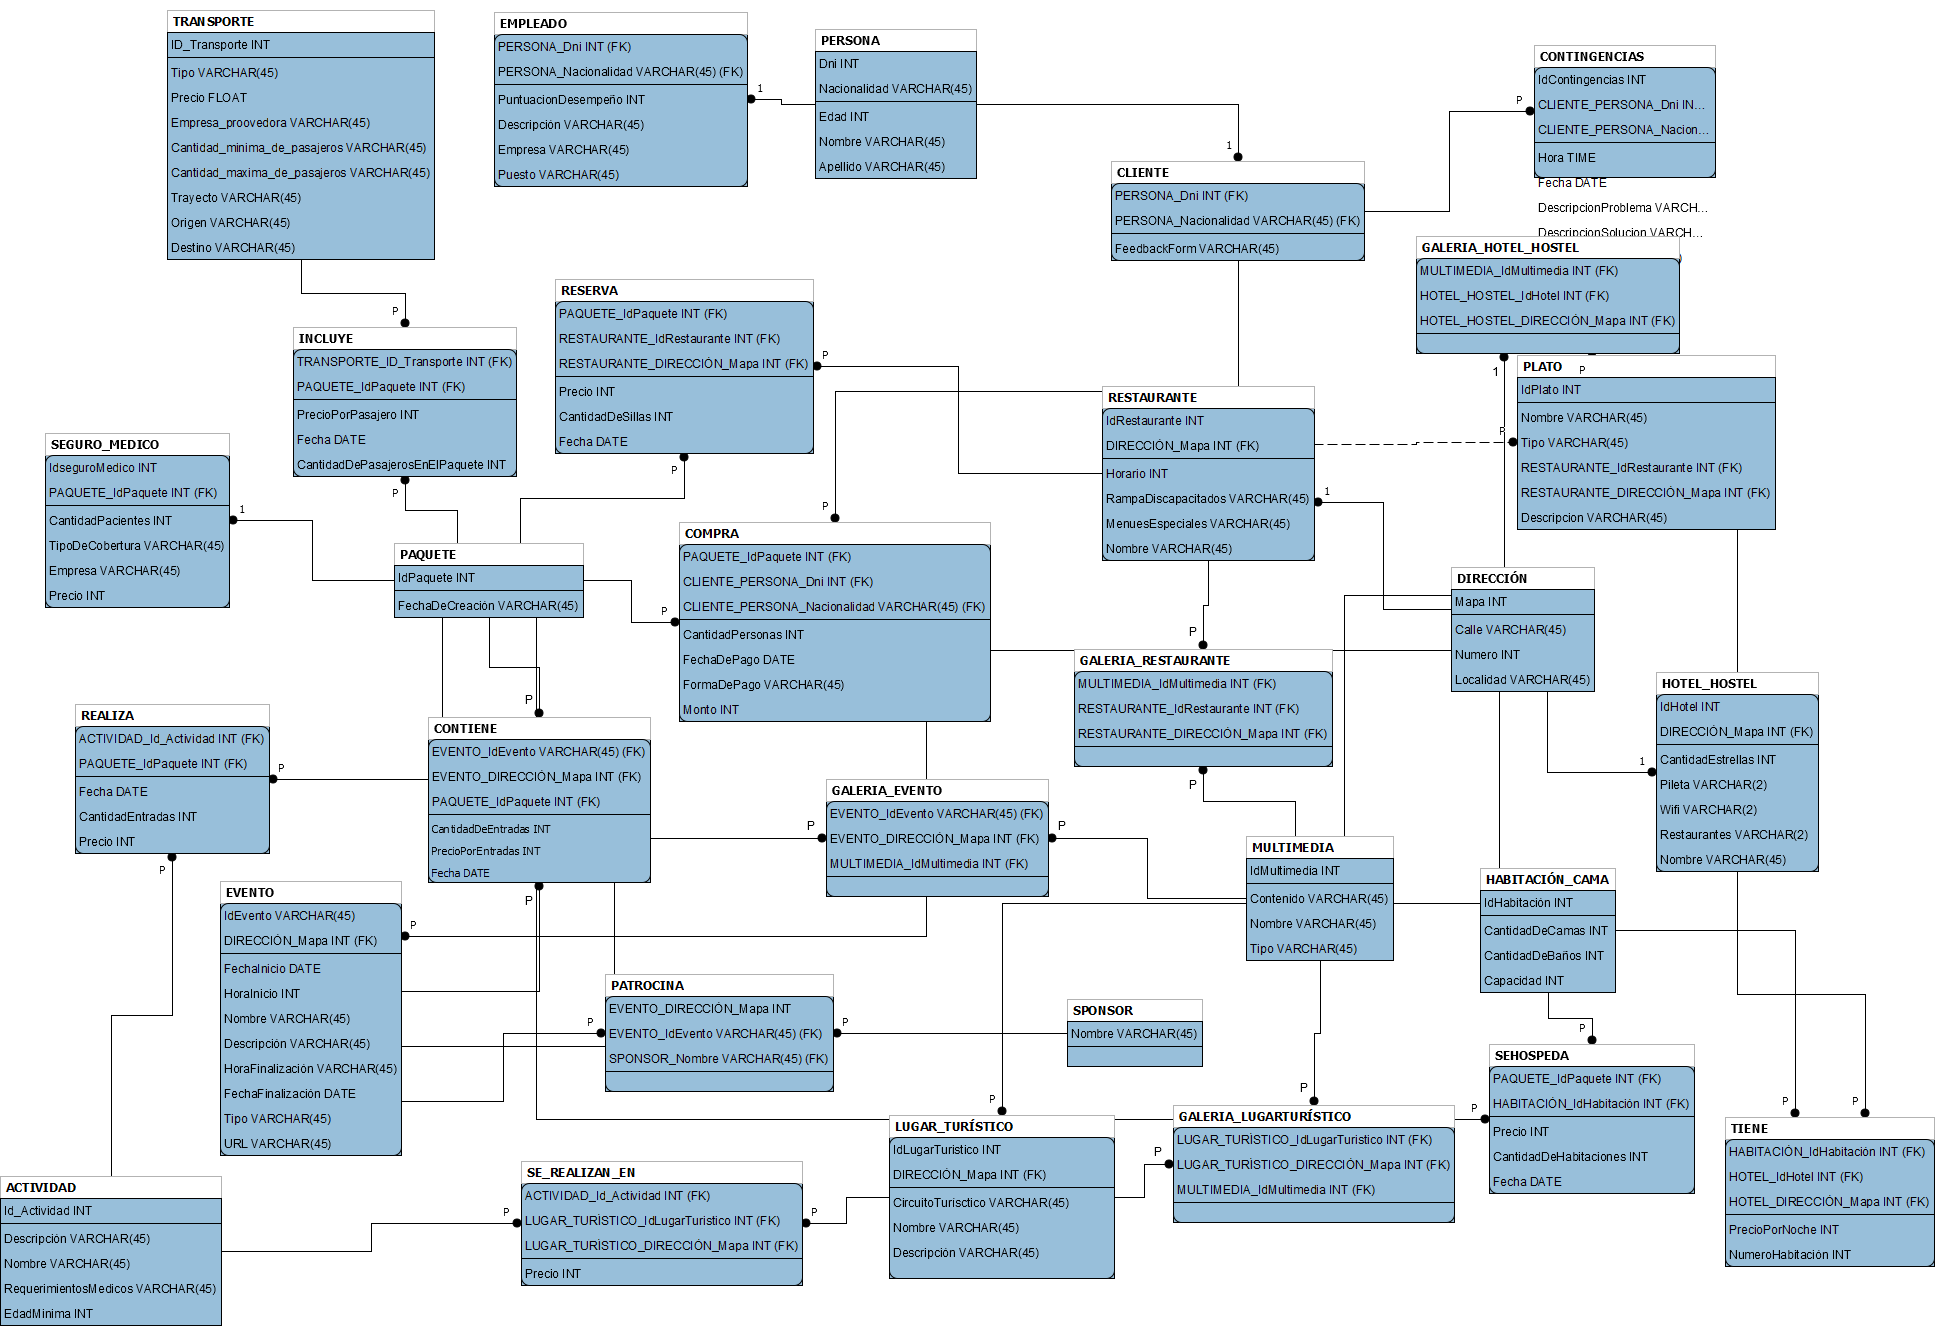 TRANSPORTE
ID_Transporte INT
Tipo VARCHAR(45)
Precio FLOAT
Empresa_proovedora VARCHAR(45)
Cantidad_minima_de_pasajeros VARCHAR(45)
Cantidad_maxima_de_pasajeros VARCHAR(45)
Trayecto VARCHAR(45)
Origen VARCHAR(45)
Destino VARCHAR(45)
P
EMPLEADO
PERSONA_Dni INT (FK)
PERSONA_Nacionalidad VARCHAR(45) (FK)
PuntuacionDesempeño INT
Descripción VARCHAR(45)
Empresa VARCHAR(45)
Puesto VARCHAR(45)
1
PERSONA
Dni INT
Nacionalidad VARCHAR(45)
Edad INT
Nombre VARCHAR(45)
Apellido VARCHAR(45)
1
CLIENTE
PERSONA_Dni INT (FK)
PERSONA_Nacionalidad VARCHAR(45) (FK)
FeedbackForm VARCHAR(45)
P
CONTINGENCIAS
IdContingencias INT
CLIENTE_PERSONA_Dni IN...
CLIENTE_PERSONA_Nacion...
Hora TIME
Fecha DATE
DescripcionProblema VARCH...
DescripcionSolucion VARCH...
GALERIA_HOTEL_HOSTEL
MULTIMEDIA_IdMultimedia INT (FK)
HOTEL_HOSTEL_IdHotel INT (FK)
HOTEL_HOSTEL_DIRECCIÓN_Mapa INT (FK)
1
P
PLATO
IdPlato INT
Nombre VARCHAR(45)
Tipo VARCHAR(45)
RESTAURANTE_IdRestaurante INT (FK)
RESTAURANTE_DIRECCIÓN_Mapa INT (FK)
Descripcion VARCHAR(45)
P
RESERVA
PAQUETE_IdPaquete INT (FK)
RESTAURANTE_IdRestaurante INT (FK)
RESTAURANTE_DIRECCIÓN_Mapa INT (FK)
Precio INT
CantidadDeSillas INT
Fecha DATE
P
P
INCLUYE
TRANSPORTE_ID_Transporte INT (FK)
PAQUETE_IdPaquete INT (FK)
PrecioPorPasajero INT
Fecha DATE
CantidadDePasajerosEnElPaquete INT
P
SEGURO_MEDICO
IdseguroMedico INT
PAQUETE_IdPaquete INT (FK)
CantidadPacientes INT
TipoDeCobertura VARCHAR(45)
Empresa VARCHAR(45)
Precio INT
1
RESTAURANTE
IdRestaurante INT
DIRECCIÓN_Mapa INT (FK)
Horario INT
RampaDiscapacitados VARCHAR(45)
MenuesEspeciales VARCHAR(45)
Nombre VARCHAR(45)
1
PAQUETE
IdPaquete INT
FechaDeCreación VARCHAR(45)
P
P
COMPRA
PAQUETE_IdPaquete INT (FK)
CLIENTE_PERSONA_Dni INT (FK)
CLIENTE_PERSONA_Nacionalidad VARCHAR(45) (FK)
CantidadPersonas INT
FechaDePago DATE
FormaDePago VARCHAR(45)
Monto INT
DIRECCIÓN
Mapa INT
Calle VARCHAR(45)
Numero INT
Localidad VARCHAR(45)
P
GALERIA_RESTAURANTE
MULTIMEDIA_IdMultimedia INT (FK)
RESTAURANTE_IdRestaurante INT (FK)
RESTAURANTE_DIRECCIÓN_Mapa INT (FK)
P
1
HOTEL_HOSTEL
IdHotel INT
DIRECCIÓN_Mapa INT (FK)
CantidadEstrellas INT
Pileta VARCHAR(2)
Wifi VARCHAR(2)
Restaurantes VARCHAR(2)
Nombre VARCHAR(45)
REALIZA
ACTIVIDAD_Id_Actividad INT (FK)
PAQUETE_IdPaquete INT (FK)
Fecha DATE
CantidadEntradas INT
Precio INT
P
P
P
CONTIENE
EVENTO_IdEvento VARCHAR(45) (FK)
EVENTO_DIRECCIÓN_Mapa INT (FK)
PAQUETE_IdPaquete INT (FK)
CantidadDeEntradas INT
PrecioPorEntradas INT
Fecha DATE
P
P
GALERIA_EVENTO
EVENTO_IdEvento VARCHAR(45) (FK)
EVENTO_DIRECCIÓN_Mapa INT (FK)
MULTIMEDIA_IdMultimedia INT (FK)
P
MULTIMEDIA
IdMultimedia INT
Contenido VARCHAR(45)
Nombre VARCHAR(45)
Tipo VARCHAR(45)
HABITACIÓN_CAMA
IdHabitación INT
CantidadDeCamas INT
CantidadDeBaños INT
Capacidad INT
EVENTO
IdEvento VARCHAR(45)
DIRECCIÓN_Mapa INT (FK)
FechaInicio DATE
HoraInicio INT
Nombre VARCHAR(45)
Descripción VARCHAR(45)
HoraFinalización VARCHAR(45)
FechaFinalización DATE
Tipo VARCHAR(45)
URL VARCHAR(45)
P
P
PATROCINA
EVENTO_DIRECCIÓN_Mapa INT
EVENTO_IdEvento VARCHAR(45) (FK)
SPONSOR_Nombre VARCHAR(45) (FK)
P
SPONSOR
Nombre VARCHAR(45)
P
SEHOSPEDA
PAQUETE_IdPaquete INT (FK)
HABITACIÓN_IdHabitación INT (FK)
Precio INT
CantidadDeHabitaciones INT
Fecha DATE
P
P
P
TIENE
HABITACIÓN_IdHabitación INT (FK)
HOTEL_IdHotel INT (FK)
HOTEL_DIRECCIÓN_Mapa INT (FK)
PrecioPorNoche INT
NumeroHabitación INT
P
LUGAR_TURÍSTICO
IdLugarTuristico INT
DIRECCIÓN_Mapa INT (FK)
CircuitoTurísctico VARCHAR(45)
Nombre VARCHAR(45)
Descripción VARCHAR(45)
P
P
GALERIA_LUGARTURÍSTICO
LUGAR_TURÌSTICO_IdLugarTuristico INT (FK)
LUGAR_TURÌSTICO_DIRECCIÓN_Mapa INT (FK)
MULTIMEDIA_IdMultimedia INT (FK)
P
SE_REALIZAN_EN
ACTIVIDAD_Id_Actividad INT (FK)
LUGAR_TURÌSTICO_IdLugarTuristico INT (FK)
LUGAR_TURÌSTICO_DIRECCIÓN_Mapa INT (FK)
Precio INT
P
ACTIVIDAD
Id_Actividad INT
Descripción VARCHAR(45)
Nombre VARCHAR(45)
RequerimientosMedicos VARCHAR(45)
EdadMinima INT